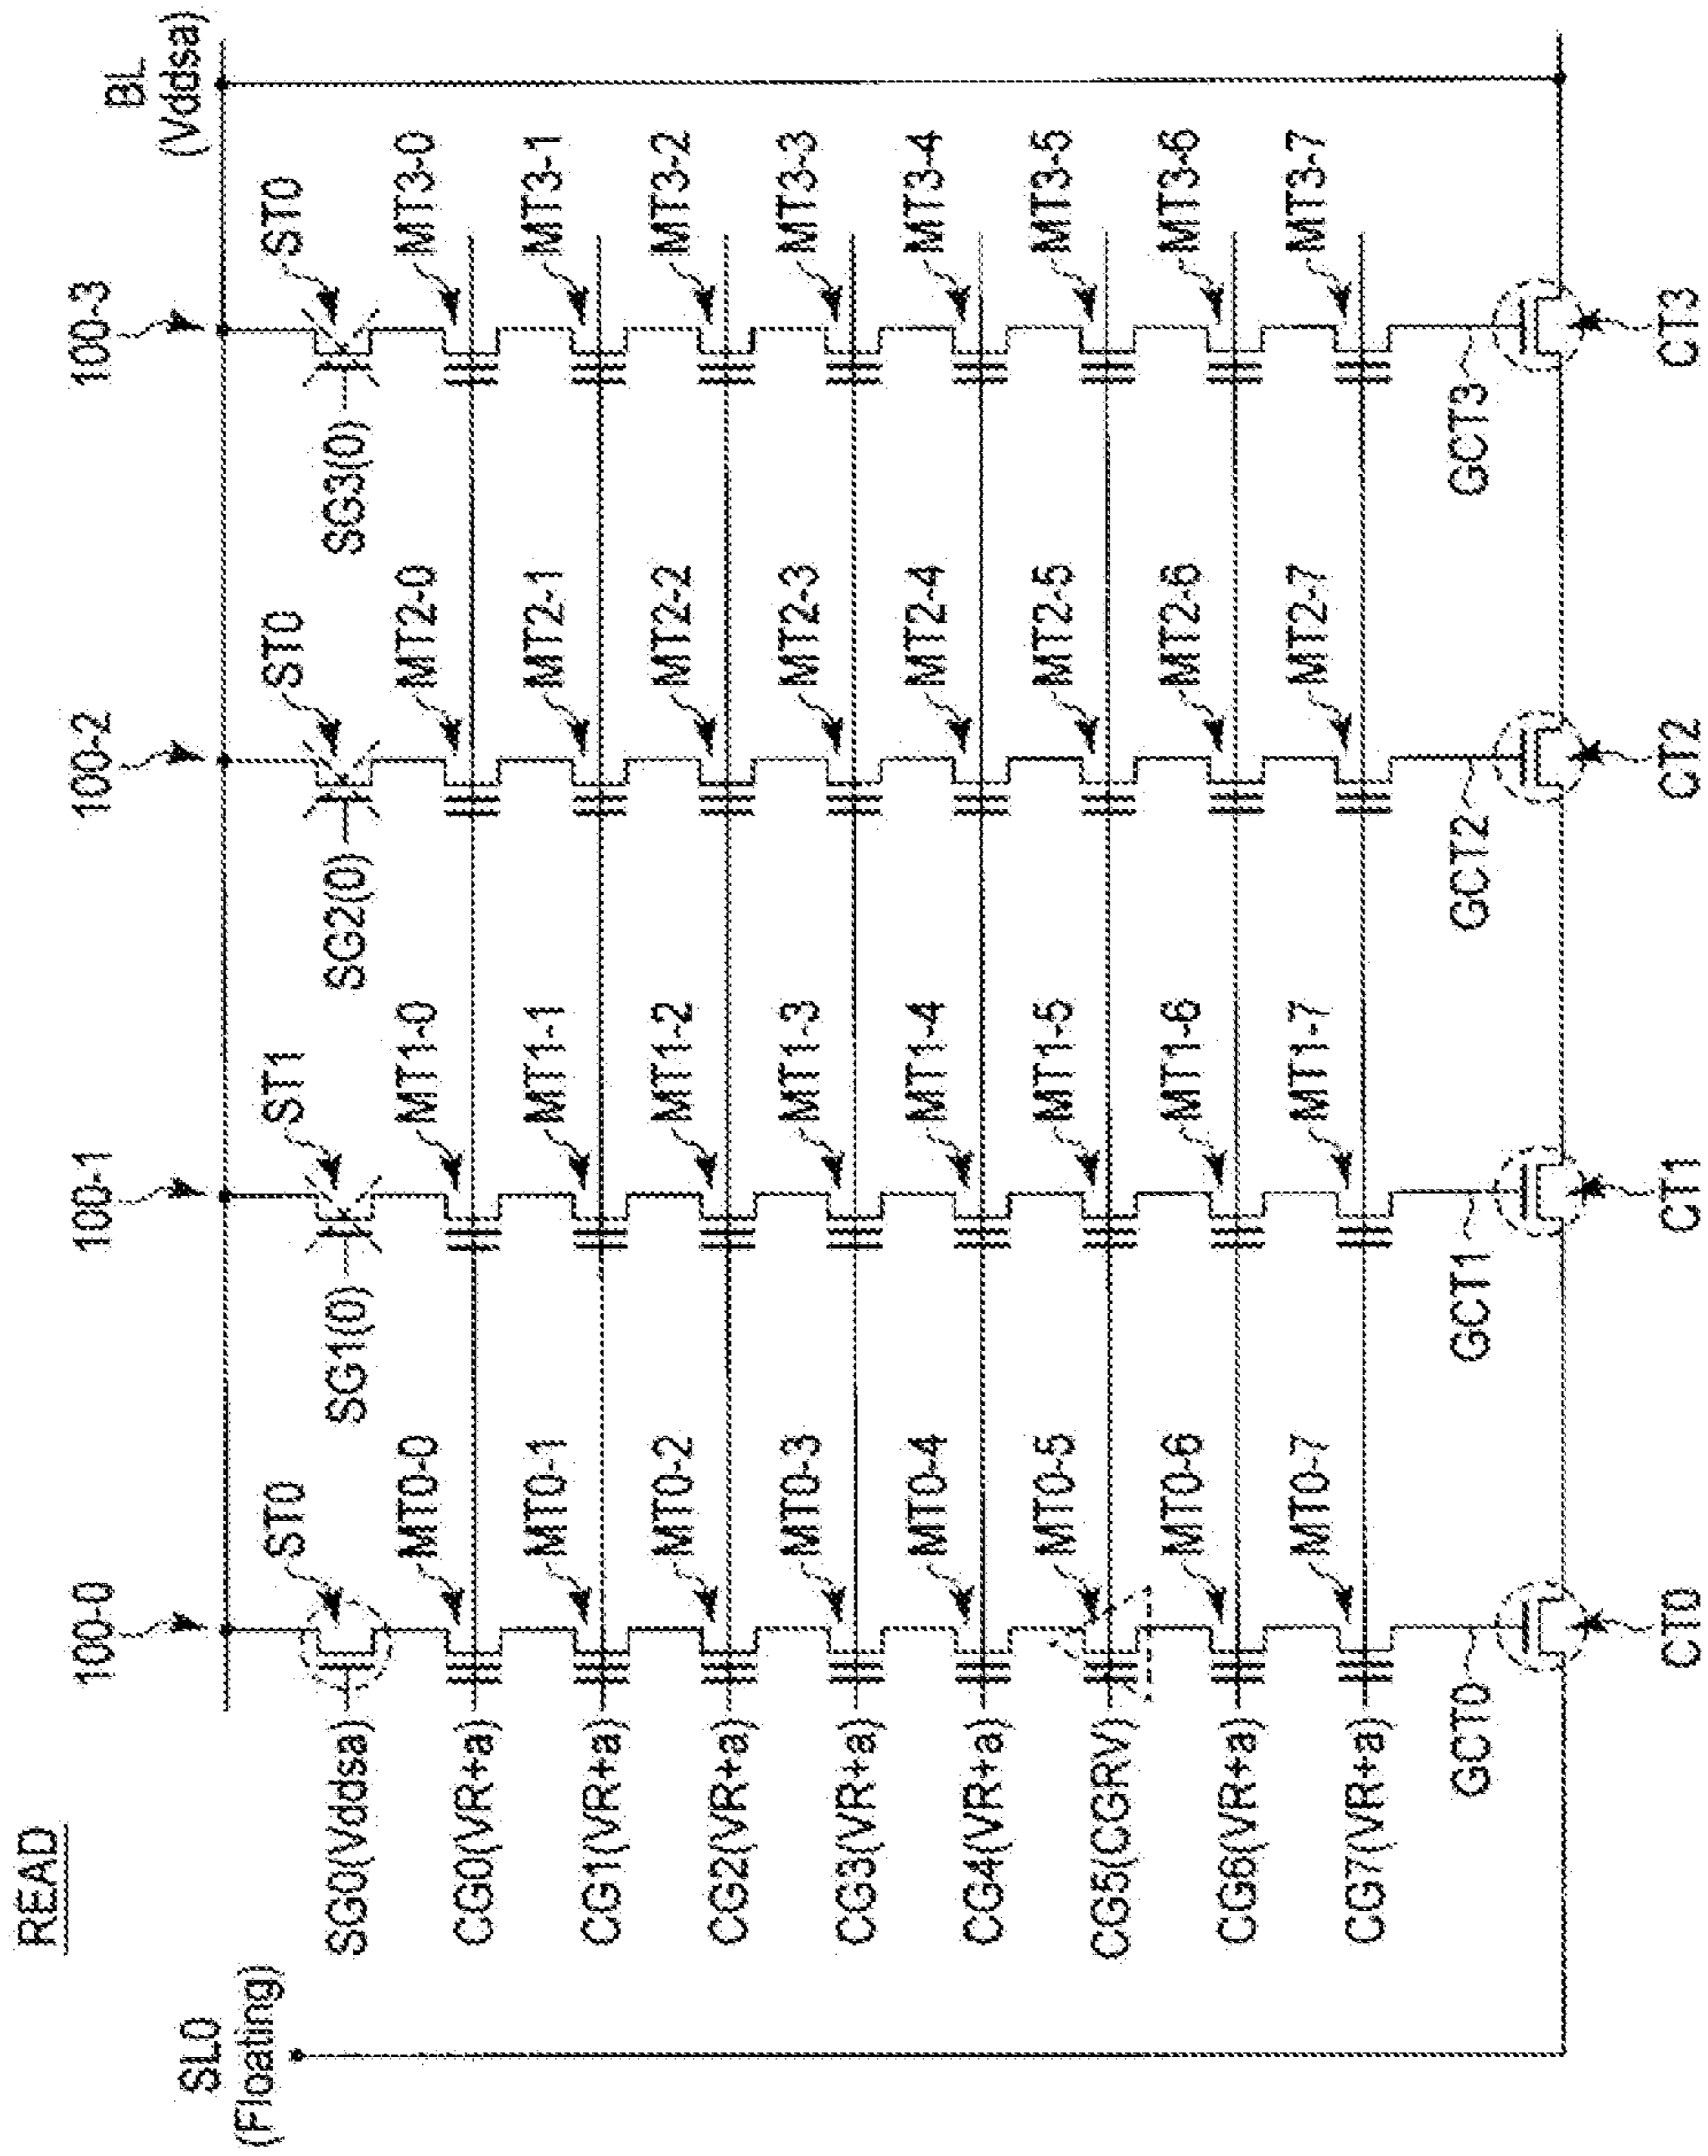 READ
SL0
(Floating)
BL
(Vddsa)
100-0
100-1
100-2
100-3
ST0
ST1
ST0
ST0
SG0(Vddsa)
SG1(0)
SG2(0)
SG3(0)
MT0-0
MT1-0
MT2-0
MT3-0
CG0(VR+a)
MT0-1
MT1-1
MT2-1
MT3-1
CG1(VR+a)
MT0-2
MT1-2
MT2-2
MT3-2
CG2(VR+a)
MT0-3
MT1-3
MT2-3
MT3-3
CG3(VR+a)
MT0-4
MT1-4
MT2-4
MT3-4
CG4(VR+a)
MT0-5
MT1-5
MT2-5
MT3-5
CG5(CGRV)
MT0-6
MT1-6
MT2-6
MT3-6
CG6(VR+a)
MT0-7
MT1-7
MT2-7
MT3-7
CG7(VR+a)
GCT0
GCT1
GCT2
GCT3
CT0
CT1
CT2
CT3